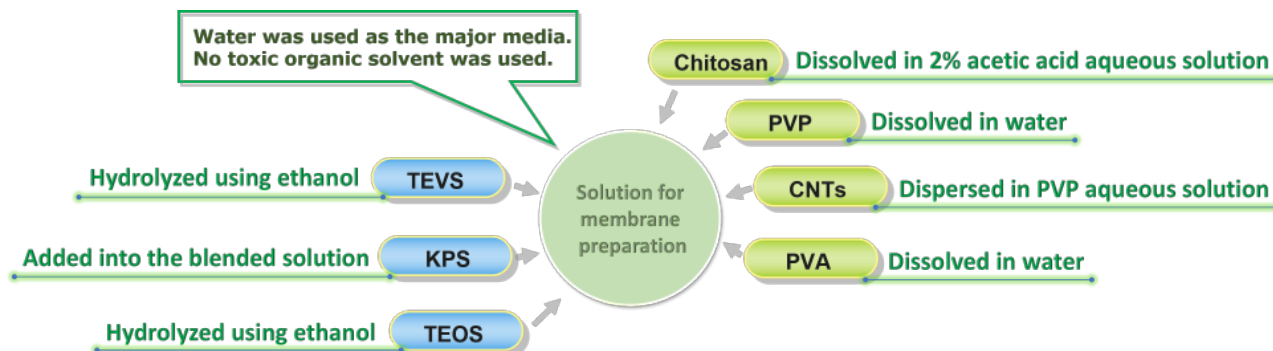 Water was used as the major media.
No toxic organic solvent was used.
Chitosan Dissolved in 2% acetic acid aqueous solution
PVP Dissolved in water
Hydrolyzed using ethanol TEVS
CNTs Dispersed in PVP aqueous solution
Solution for
membrane
preparation
Added into the blended solution KPS
PVA Dissolved in water
Hydrolyzed using ethanol TEOS